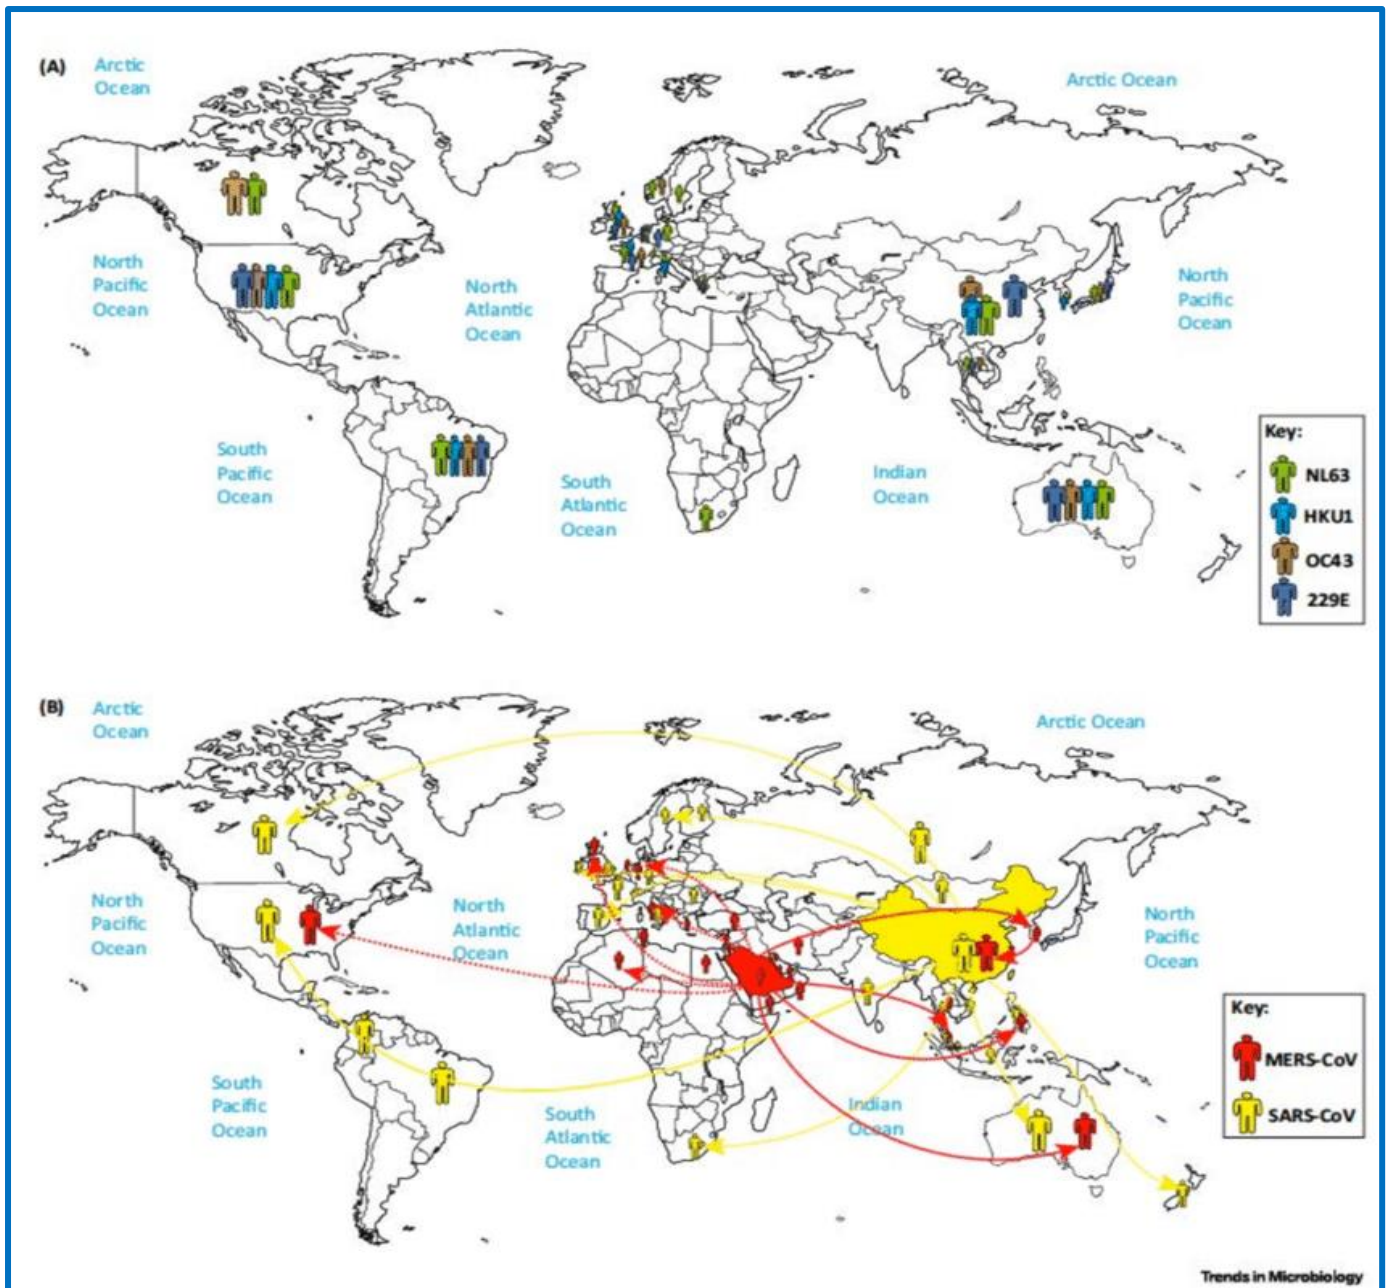 (A)
Arctic
Ocean
Arctic Ocean
North
Pacific
Ocean
North
Atlantic
Ocean
North
Pacific
Ocean
South
Pacific
Ocean
South
Atlantic
Ocean
Indian
Ocean
Key:
NL63
HKU1
OC43
229E
(B)
Arctic
Ocean
Arctic Ocean
North
Pacific
Ocean
North
Atlantic
Ocean
North
Pacific
Ocean
South
Pacific
Ocean
South
Atlantic
Ocean
Indian
Ocean
Key:
MERS-CoV
SARS-CoV
Trends in Microbiology